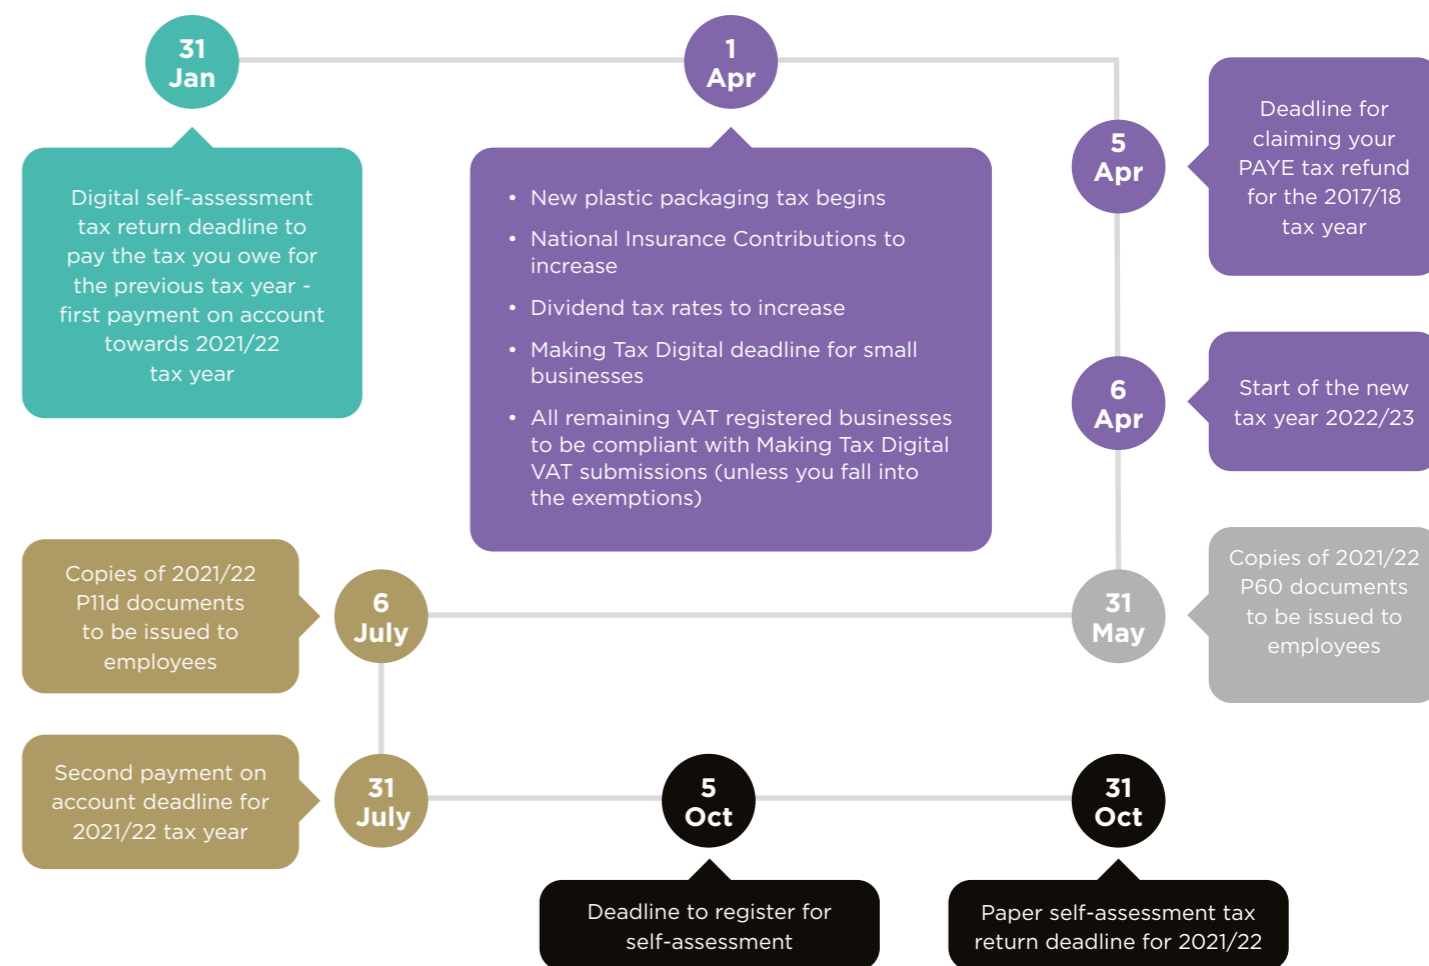 31
Jan
Digital self-assessment
tax return deadline to
pay the tax you owe for
the previous tax year -
first payment on account
towards 2021/22
tax year
1
Apr
• New plastic packaging tax begins
• National Insurance Contributions to
increase
• Dividend tax rates to increase
• Making Tax Digital deadline for small
businesses
• All remaining VAT registered businesses
to be compliant with Making Tax Digital
VAT submissions (unless you fall into
the exemptions)
5
Apr
Deadline for
claiming your
PAYE tax refund
for the 2017/18
tax year
6
Apr
Start of the new
tax year 2022/23
31
May
Copies of 2021/22
P60 documents
to be issued to
employees
6
July
Copies of 2021/22
P11d documents
to be issued to
employees
31
July
Second payment on
account deadline for
2021/22 tax year
5
Oct
Deadline to register for
self-assessment
31
Oct
Paper self-assessment tax
return deadline for 2021/22